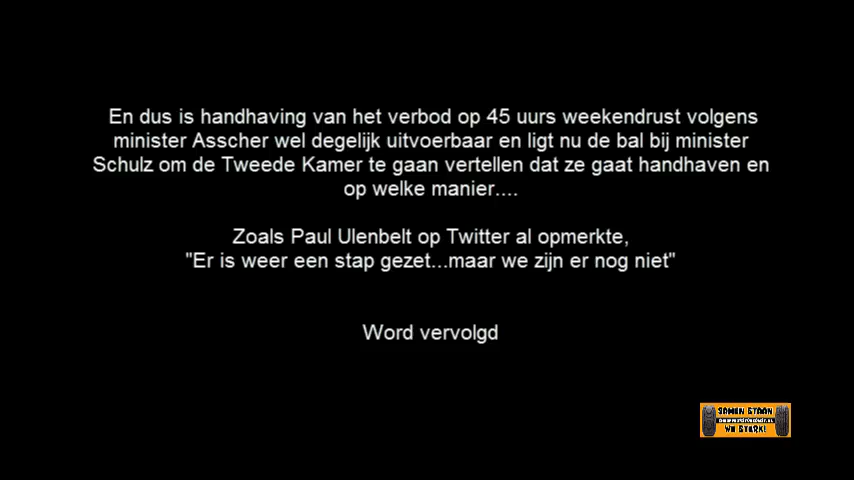 En dus is handhaving van het verbod op 45 uurs weekendrust volgens
minister Asscher wel degelijk uitvoerbaar en ligt nu de bal bij minister
Schulz om de Tweede Kamer te gaan vertellen dat ze gaat handhaven en
op welke manier....
Zoals Paul Ulenbelt op Twitter al opmerkte,
"Er is weer een stap gezet...maar we zijn er nog niet"
Word vervolgd
SAMEN STAAN
WE STERK!